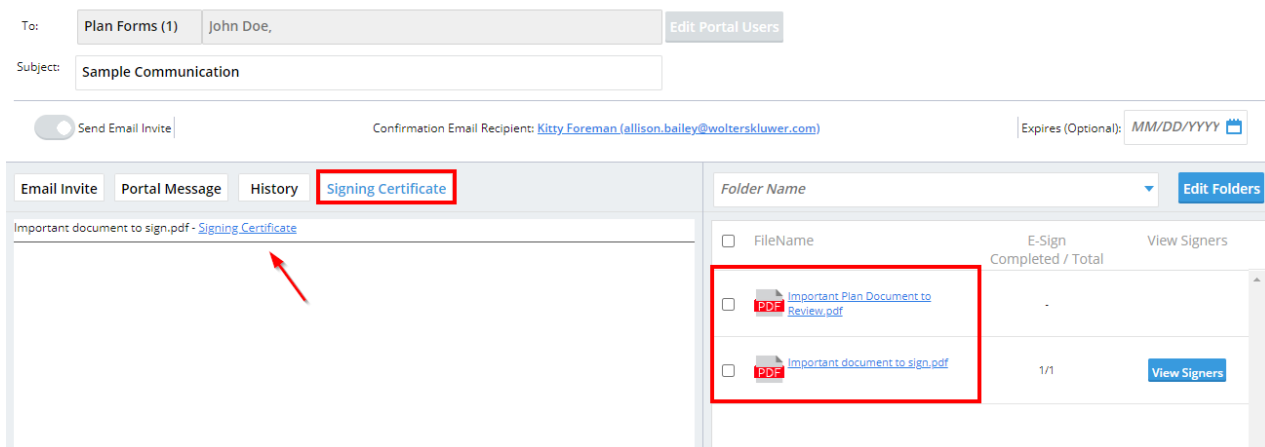 To: Plan Forms (1) John Doe, Edit Portal Users
Subject: Sample Communication
Send Email Invite Confirmation Email Recipient: Kitty Foreman (allison.bailey@wolterskluwer.com) Expires (Optional): MM/DD/YYYY
Email Invite Portal Message History Signing Certificate
Important document to sign.pdf - Signing Certificate
Folder Name Edit Folders
FileName E-Sign View Signers
Completed / Total
PDF Important Plan Document to
Review.pdf -
PDF Important document to sign.pdf 1/1 View Signers